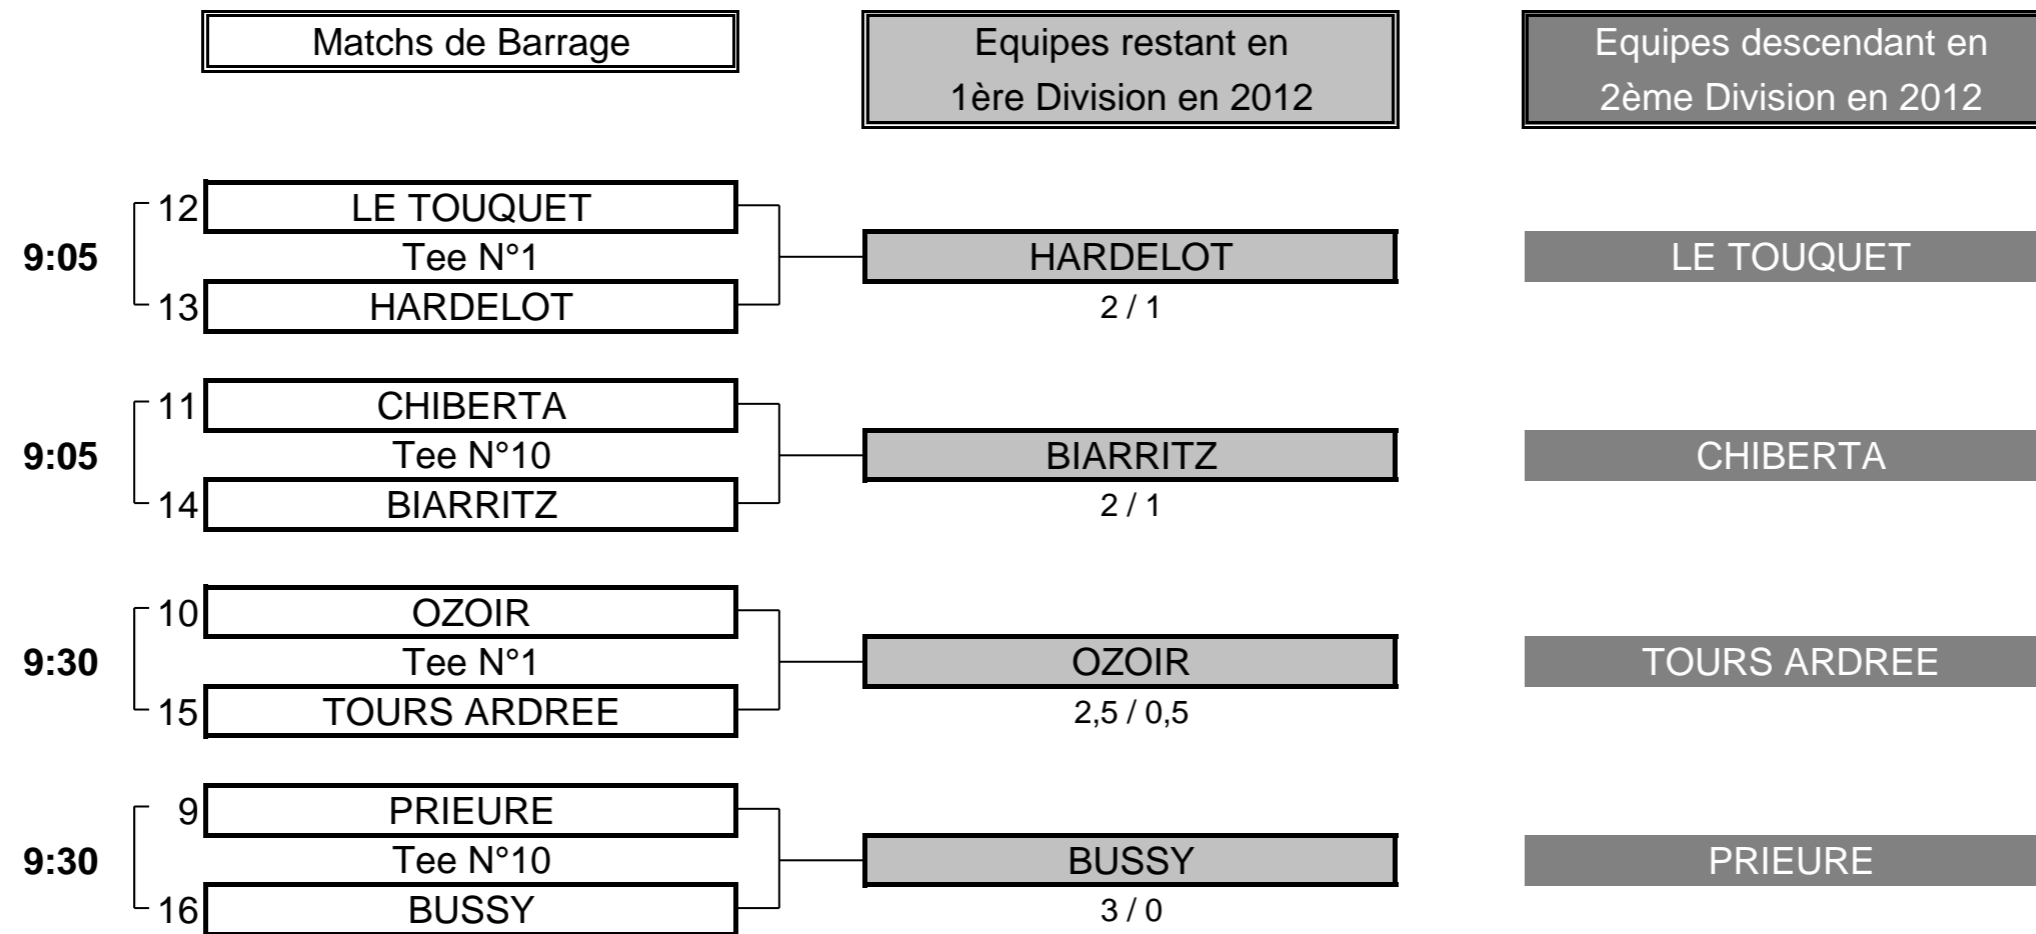 Matchs de Barrage
Equipes restant en
1ère Division en 2012
Equipes descendant en
2ème Division en 2012
12 LE TOUQUET
9:05 Tee N°1 HARDELOT LE TOUQUET
13 HARDELOT 2 / 1
11 CHIBERTA
9:05 Tee N°10 BIARRITZ CHIBERTA
14 BIARRITZ 2 / 1
10 OZOIR
9:30 Tee N°1 OZOIR TOURS ARDREE
15 TOURS ARDREE 2,5 / 0,5
9 PRIEURE
9:30 Tee N°10 BUSSY PRIEURE
16 BUSSY 3 / 0